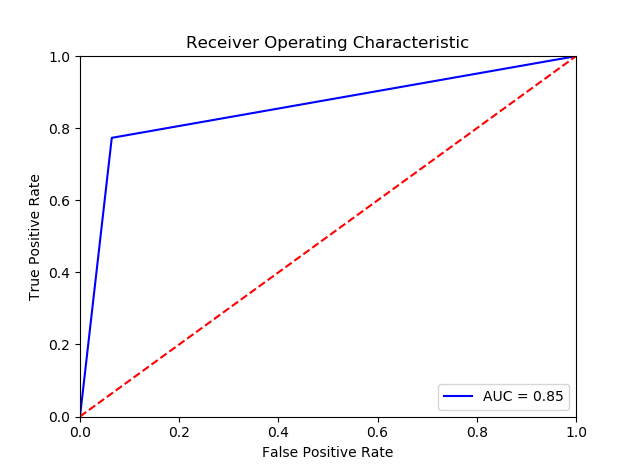 Receiver Operating Characteristic
1.0
0.8
0.6
0.4
0.2
0.0
True Positive Rate
AUC = 0.85
0.0 0.2 0.4 0.6 0.8 1.0
False Positive Rate